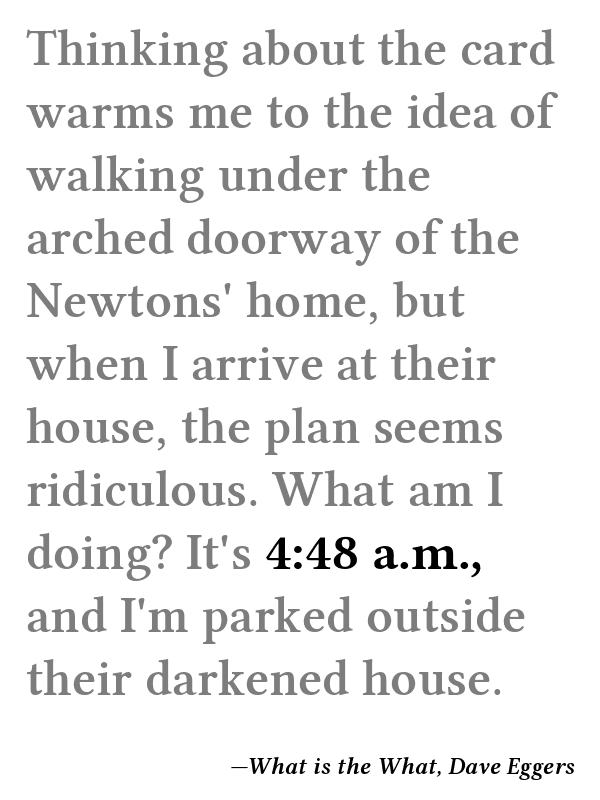 Thinking about the card
warms me to the idea of
walking under the
arched doorway of the
Newtons' home, but
when I arrive at their
house, the plan seems
ridiculous. What am I
doing? It's 4:48 a.m.,
and I'm parked outside
their darkened house.
—What is the What, Dave Eggers